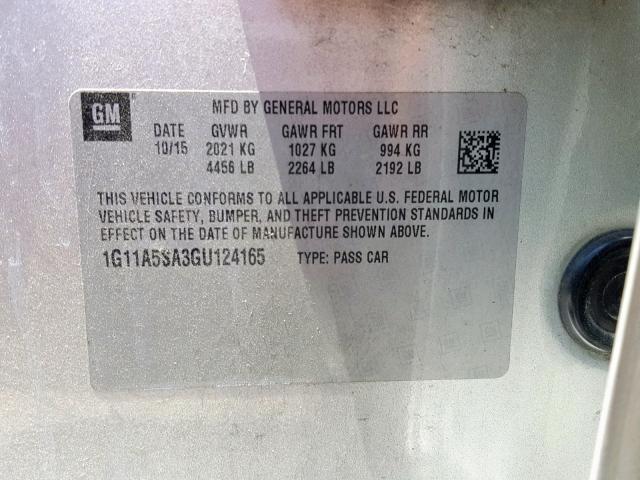 GM
MFD BY GENERAL MOTORS LLC
DATE GVWR GAWR FRT GAWR RR
10/15 2021 KG 1027 KG 994 KG
4456 LB 2264 LB 2192 LB
THIS VEHICLE CONFORMS TO ALL APPLICABLE U.S. FEDERAL MOTOR
VEHICLE SAFETY, BUMPER, AND THEFT PREVENTION STANDARDS
IN EFFECT ON THE DATE OF MANUFACTURE SHOWN ABOVE.
1G11A5SA3GU124165 TYPE: PASS CAR